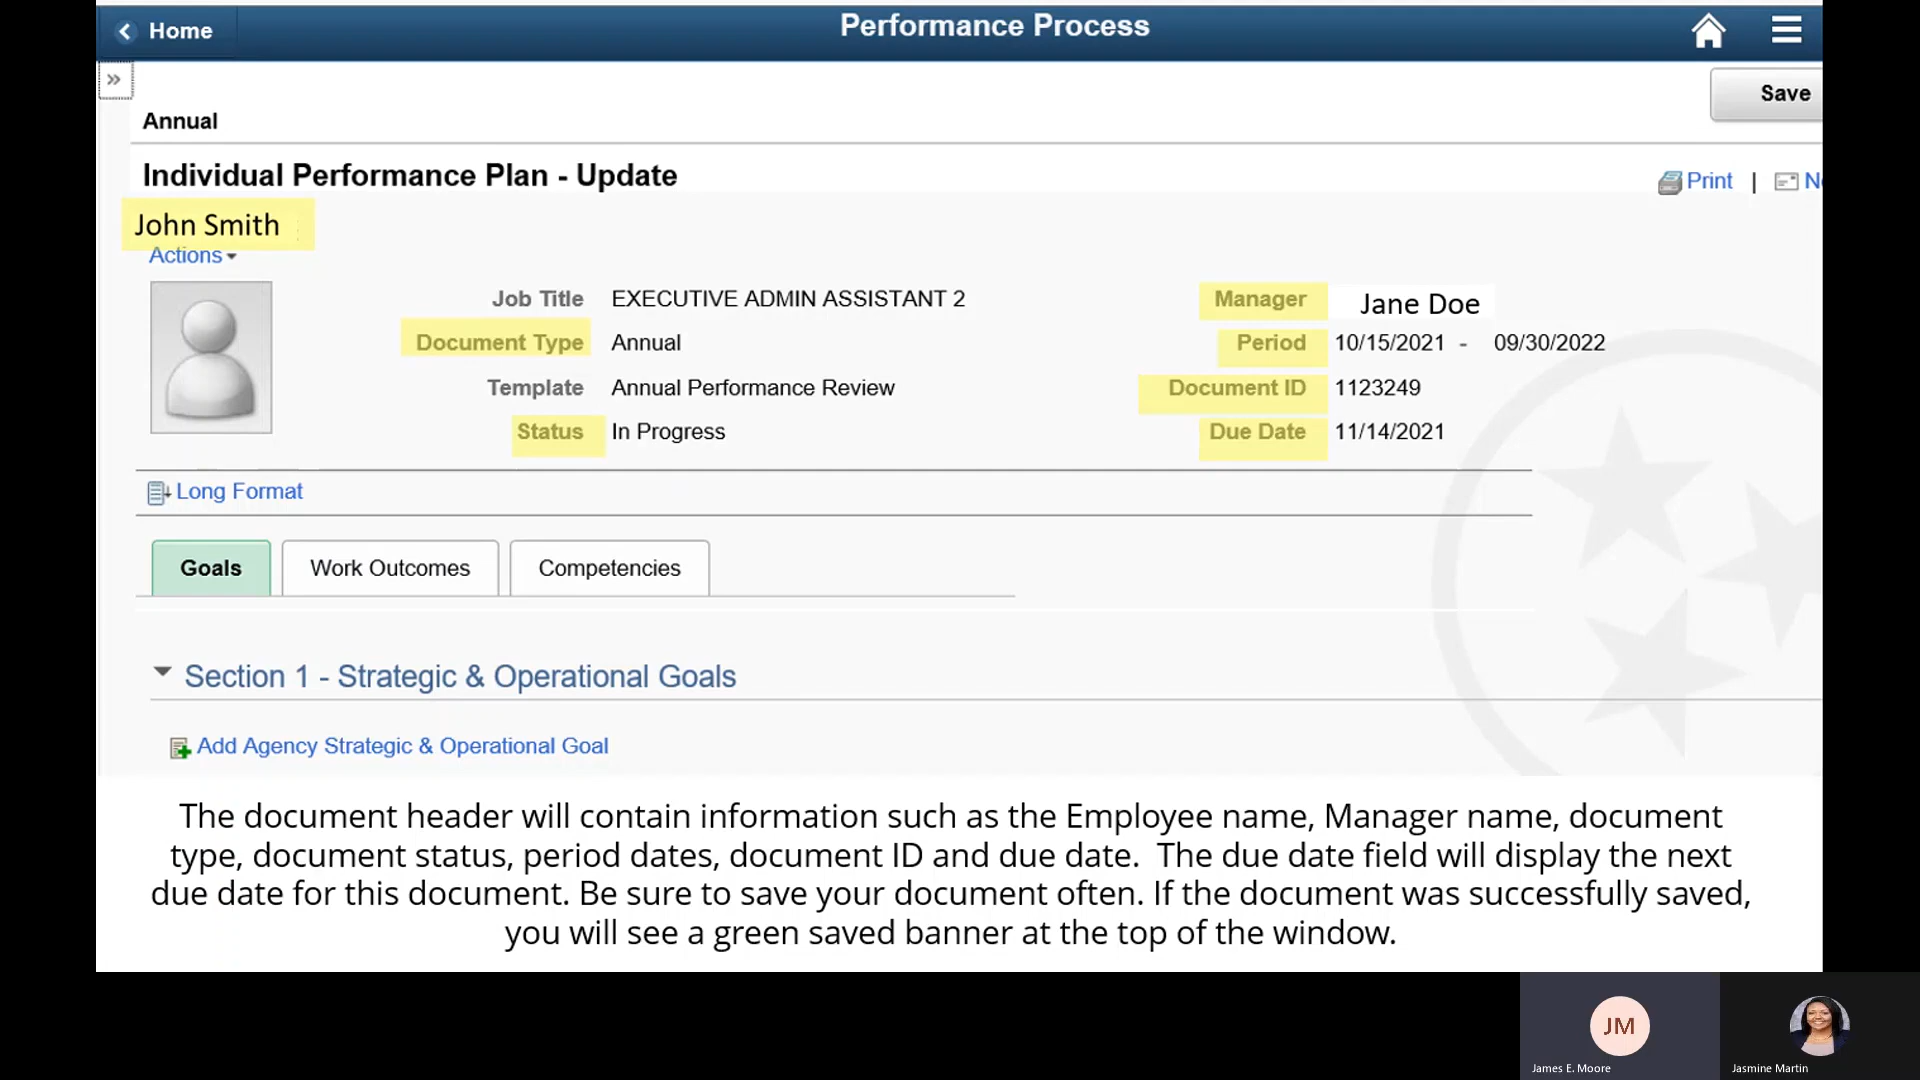 Home
Performance Process
Save
Annual
Individual Performance Plan - Update
Print |
John Smith
Actions
Job Title EXECUTIVE ADMIN ASSISTANT 2
Manager Jane Doe
Document Type Annual
Period 10/15/2021 - 09/30/2022
Template Annual Performance Review
Document ID 1123249
Status In Progress
Due Date 11/14/2021
Long Format
Goals Work Outcomes Competencies
Section 1 - Strategic & Operational Goals
Add Agency Strategic & Operational Goal
The document header will contain information such as the Employee name, Manager name, document
type, document status, period dates, document ID and due date. The due date field will display the next
due date for this document. Be sure to save your document often. If the document was successfully saved,
you will see a green saved banner at the top of the window.
JM
James E. Moore
Jasmine Martin